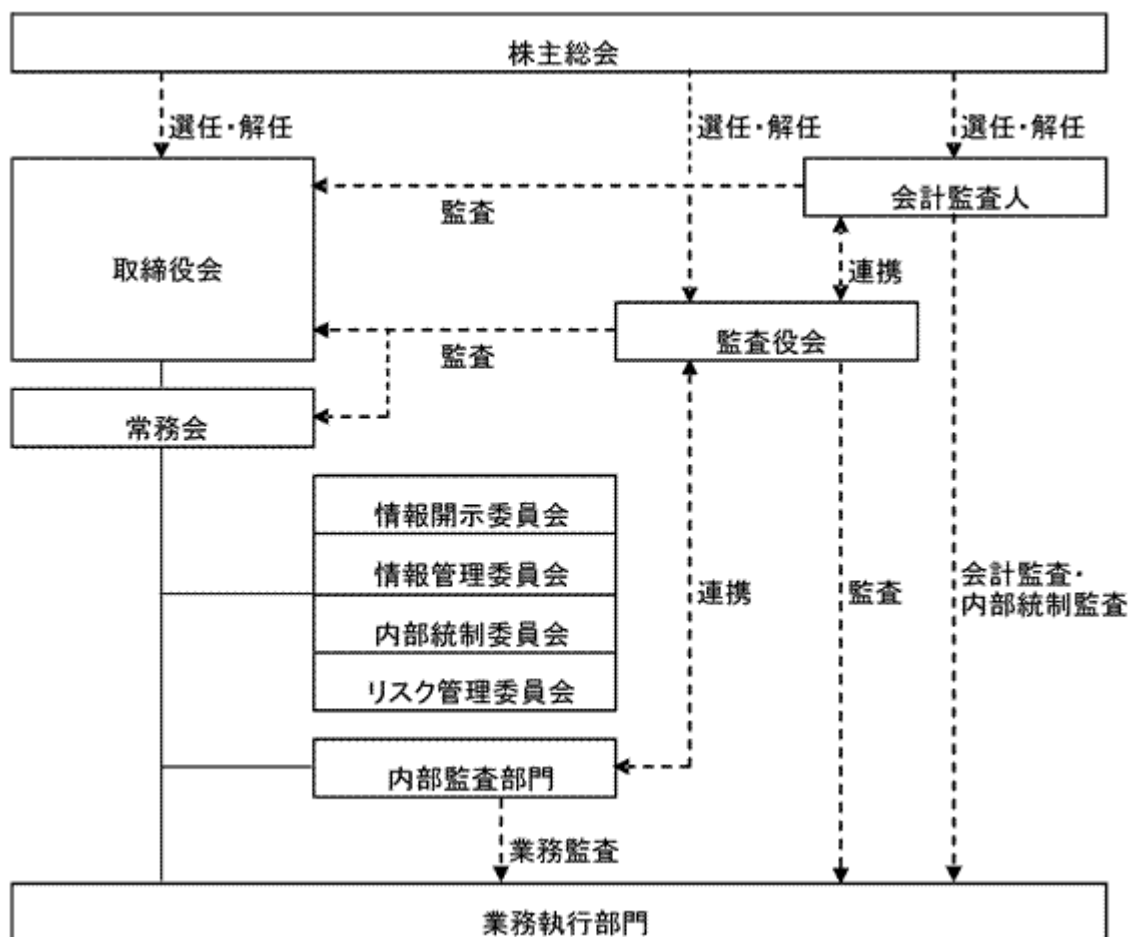 株主総会
選任・解任
選任・解任
選任・解任
会計監査人
監査
取締役会
連携
監査役会
監査
常務会
情報開示委員会
情報管理委員会
連携
監査
会計監査・
内部統制監査
内部統制委員会
リスク管理委員会
内部監査部門
業務監査
業務執行部門